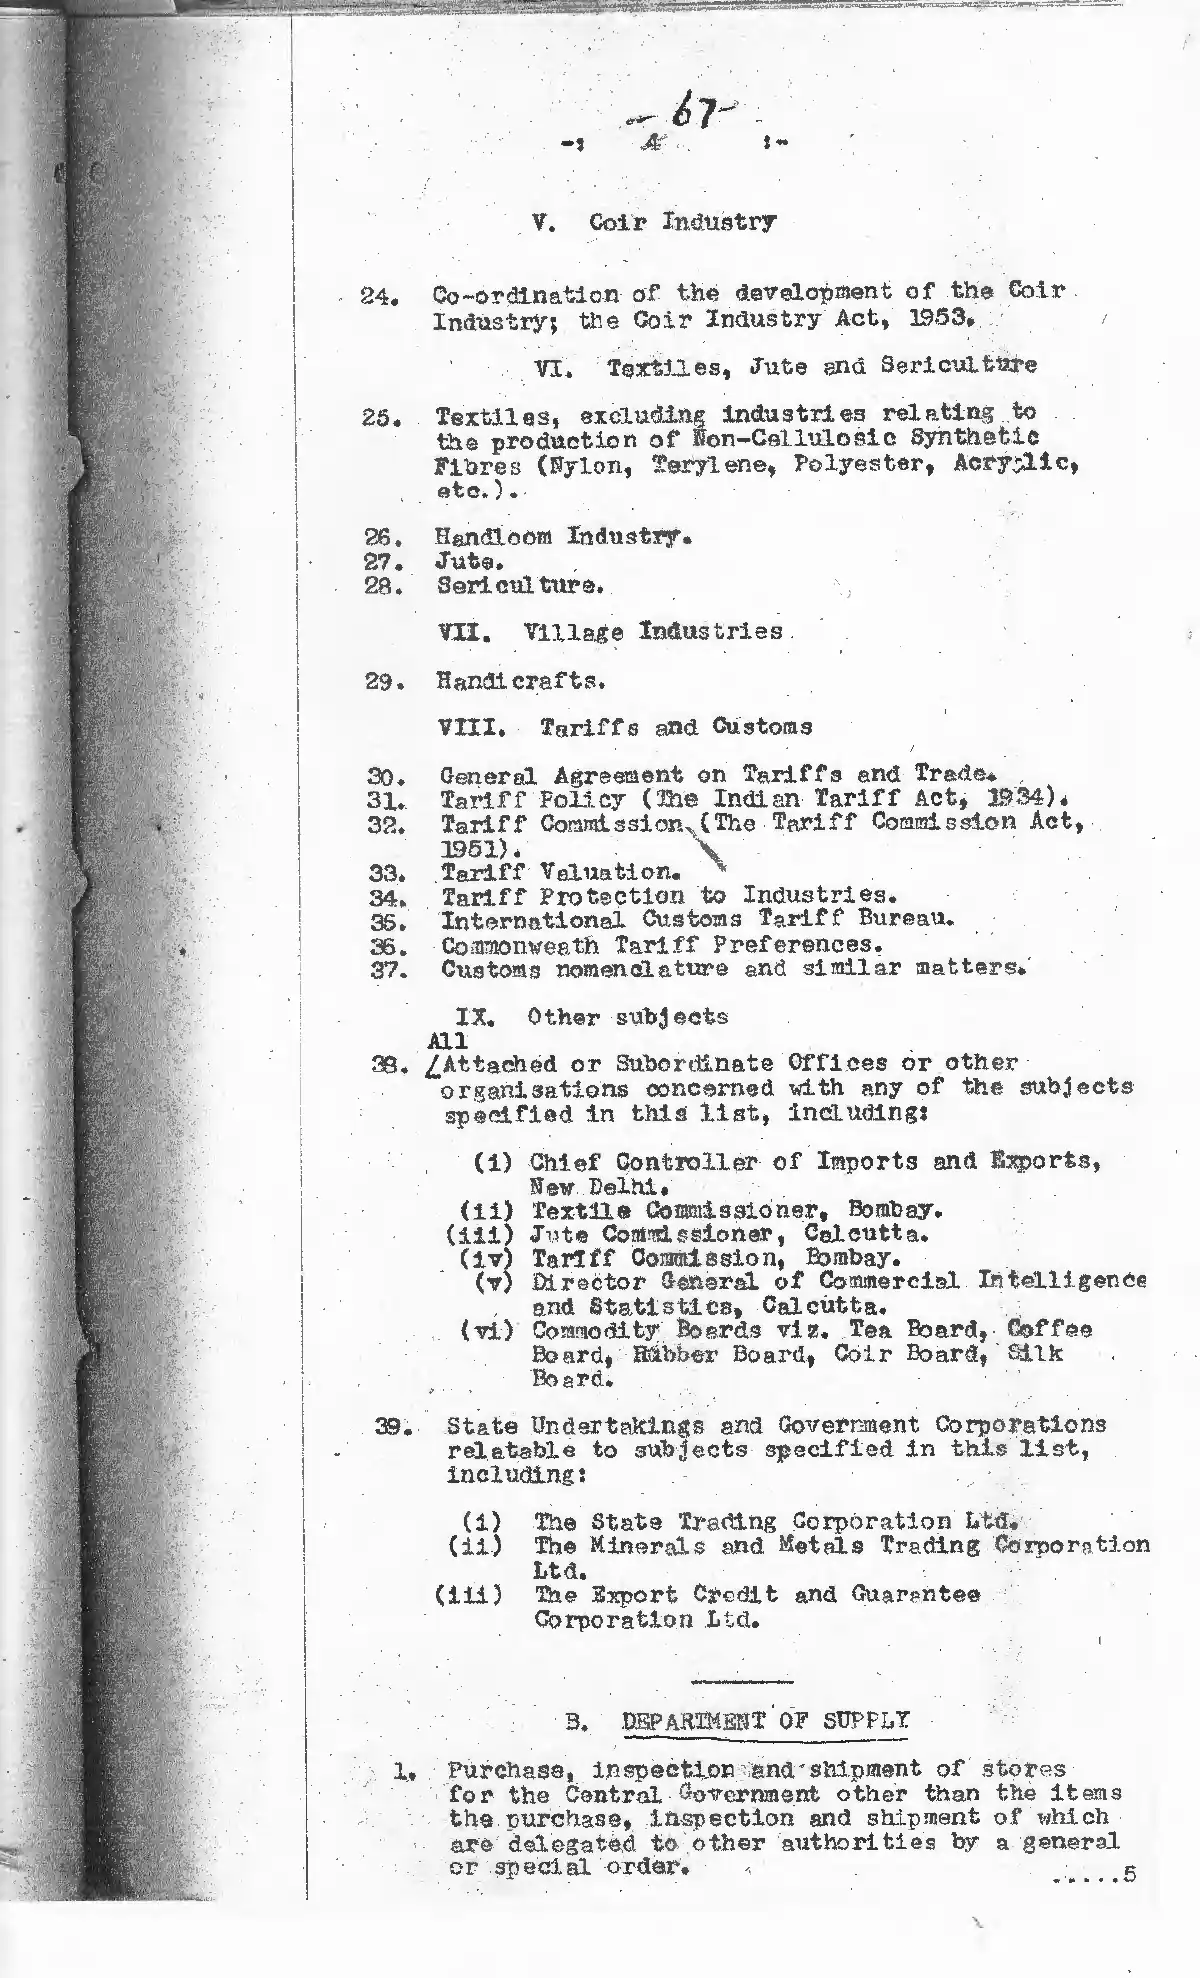 - 67 -
-: 4 :-
V. Coir Industry
24. Co-ordination of the development of the Coir
Industry; the Coir Industry Act, 1953.
VI. Textiles, Jute and Sericulture
25. Textiles, excluding industries relating to
the production of Non-Cellulosic Synthetic
Fibres (Nylon, Terylene, Polyester, Acrylic,
etc.).
26. Handloom Industry.
27. Jute.
28. Sericulture.
VII. Village Industries
29. Handicrafts.
VIII. Tariffs and Customs
30. General Agreement on Tariffs and Trade.
31. Tariff Policy (The Indian Tariff Act, 1934).
32. Tariff Commission (The Tariff Commission Act,
1951).
33. Tariff Valuation.
34. Tariff Protection to Industries.
35. International Customs Tariff Bureau.
36. Commonweath Tariff Preferences.
37. Customs nomenclature and similar matters.
IX. Other subjects
All
38. /Attached or Subordinate Offices or other
organisations concerned with any of the subjects
specified in this list, including:
(i) Chief Controller of Imports and Exports,
New Delhi.
(ii) Textile Commissioner, Bombay.
(iii) Jute Commissioner, Calcutta.
(iv) Tariff Commission, Bombay.
(v) Director General of Commercial Intelligence
and Statistics, Calcutta.
(vi) Commodity Boards viz. Tea Board, Coffee
Board, Rubber Board, Coir Board, Silk
Board.
39. State Undertakings and Government Corporations
relatable to subjects specified in this list,
including:
(i) The State Trading Corporation Ltd.
(ii) The Minerals and Metals Trading Corporation
Ltd.
(iii) The Export Credit and Guarantee
Corporation Ltd.
B. DEPARTMENT OF SUPPLY
1. Purchase, inspection and shipment of stores
for the Central Government other than the items
the purchase, inspection and shipment of which
are delegated to other authorities by a general
or special order.
.....5